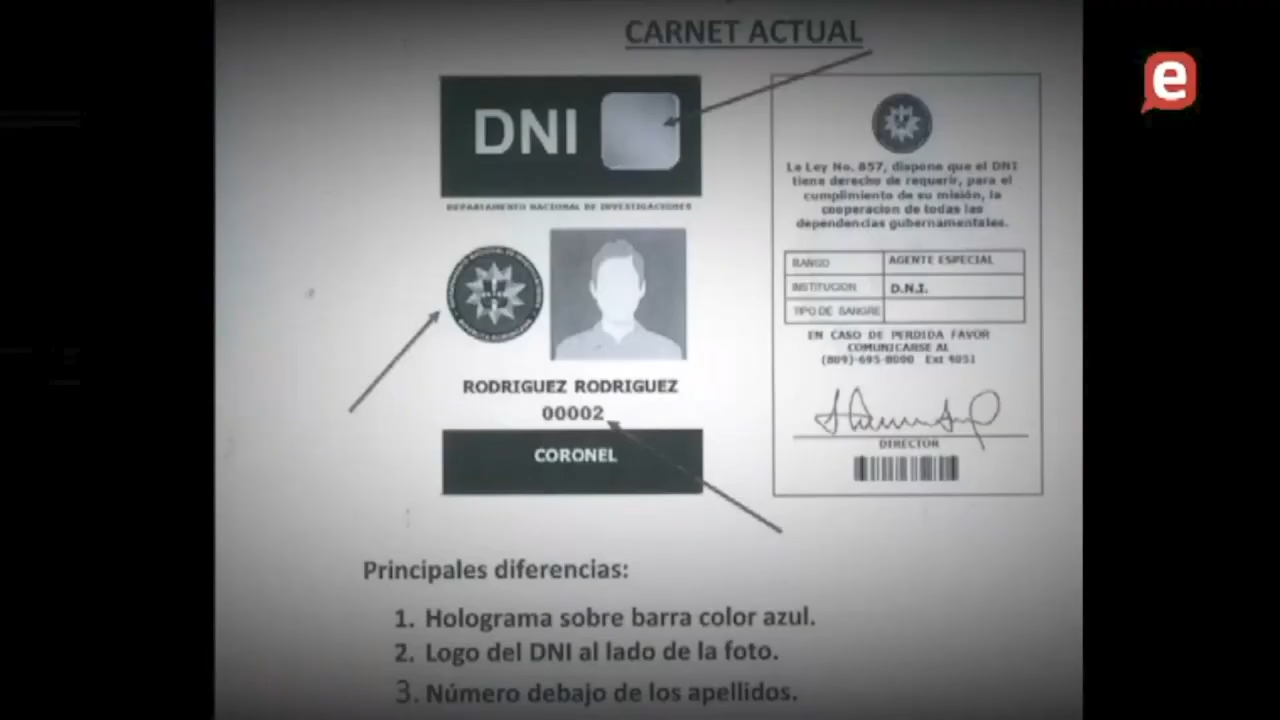 CARNET ACTUAL
e
DNI
DEPARTAMENTO NACIONAL DE INVESTIGACIONES
RODRIGUEZ RODRIGUEZ
00002
CORONEL
La Ley No. 857, dispone que el DNI
tiene derecho de requerir, para el
cumplimiento de su misión, la
cooperacion de todas las
dependencias gubernamentales.
RANGO AGENTE ESPECIAL
INSTITUCION D.N.I.
TIPO DE SANGRE
EN CASO DE PERDIDA FAVOR
COMUNICARSE AL
(809)-695-8000 Ext 4051
DIRECTOR
Principales diferencias:
1. Holograma sobre barra color azul.
2. Logo del DNI al lado de la foto.
3. Número debajo de los apellidos.